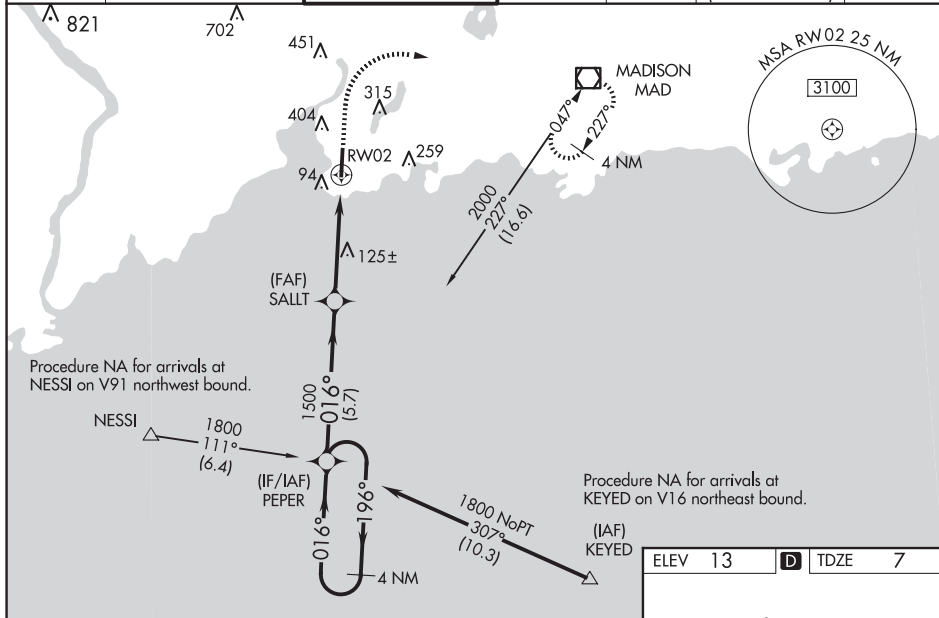 821
702
451
315
404
RW02
259
94
MADISON
MAD
047°
227°
4 NM
2000
227°
(16.6)
MSA RW02 25 NM
3100
125±
(FAF)
SALLT
Procedure NA for arrivals at
NESSI on V91 northwest bound.
1500
016°
(5.7)
NESSI
1800
111°
(6.4)
(IF/IAF)
PEPER
016°
196°
4 NM
1800 NoPT
307°
(10.3)
Procedure NA for arrivals at
KEYED on V16 northeast bound.
(IAF)
KEYED
ELEV 13 D TDZE 7